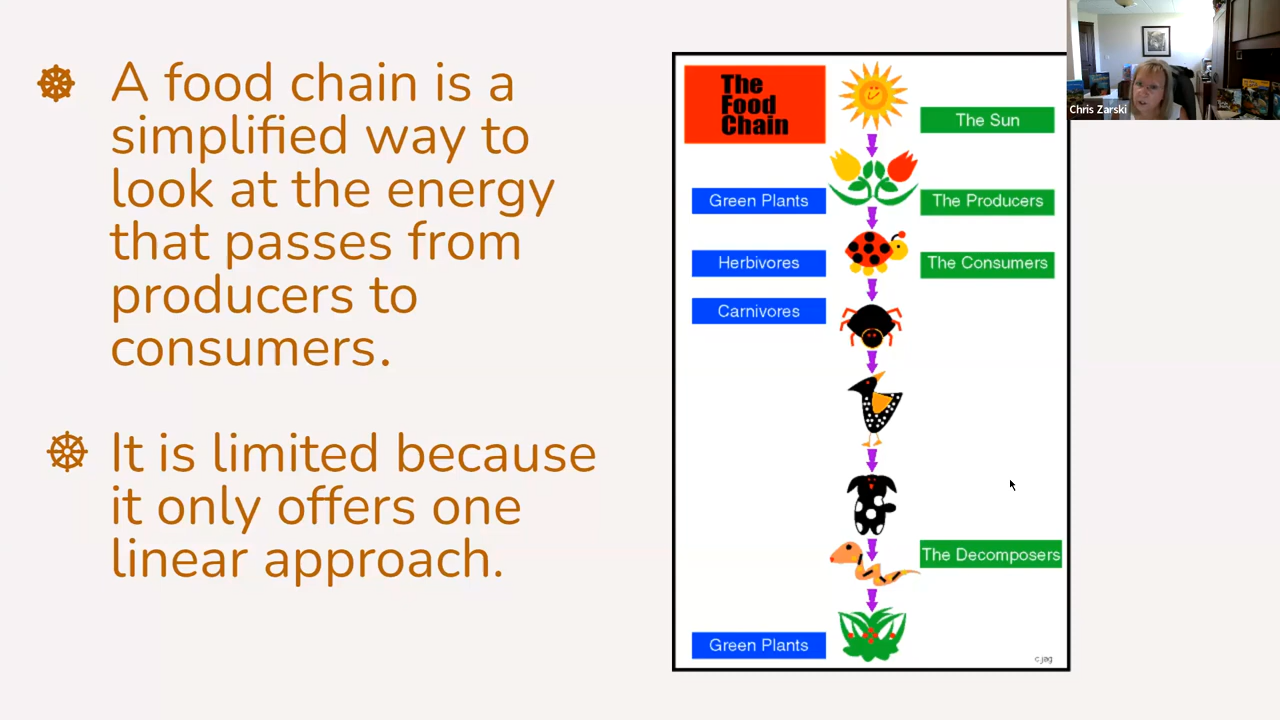 A food chain is a
simplified way to
look at the energy
that passes from
producers to
consumers.
It is limited because
it only offers one
linear approach.
The
Food
Chain
The Sun
Green Plants
The Producers
Herbivores
The Consumers
Carnivores
The Decomposers
Green Plants
c.jag
Chris Zarski